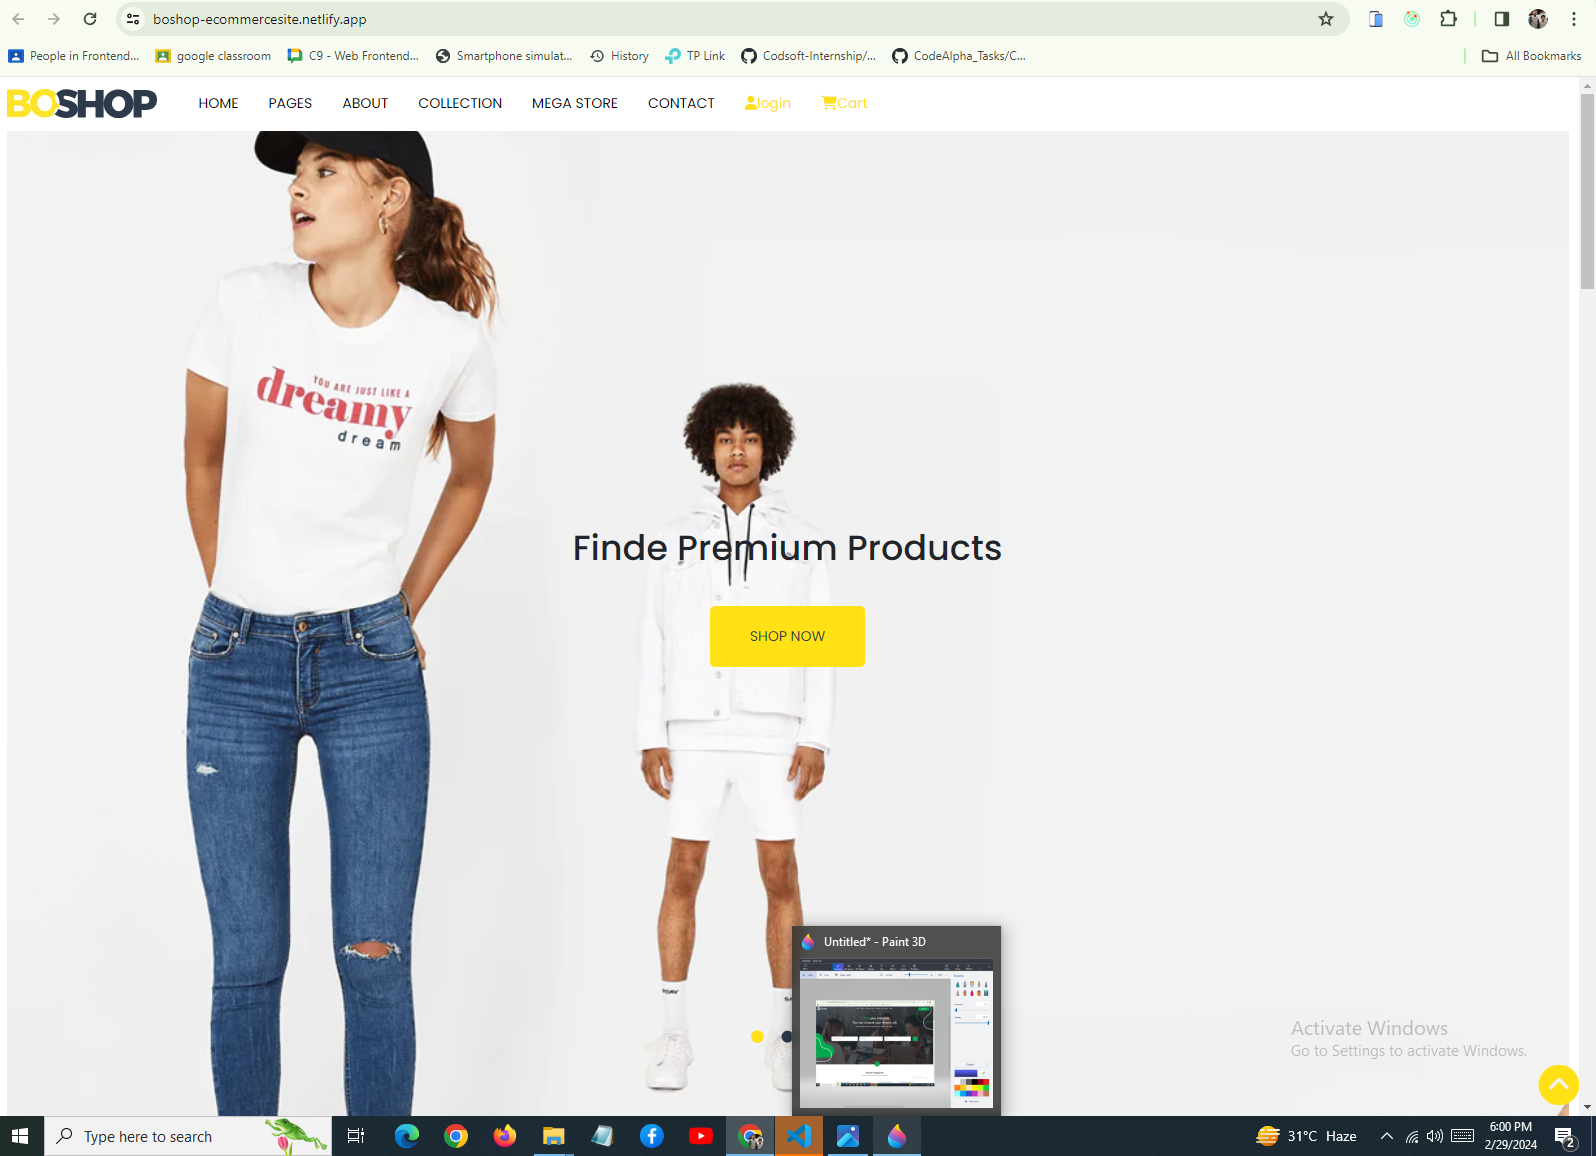 boshop-ecommercesite.netlify.app
People in Frontend...
google classroom
C9 - Web Frontend...
Smartphone simulat...
History
TP Link
Codsoft-Internship/...
CodeAlpha_Tasks/C...
All Bookmarks
BOSHOP
HOME
PAGES
ABOUT
COLLECTION
MEGA STORE
CONTACT
login
Cart
YOU ARE JUST LIKE A
dreamy
dream
Finde Premium Products
SHOP NOW
Untitled* - Paint 3D
Activate Windows
Go to Settings to activate Windows.
Type here to search
31°C Haze
6:00 PM
2/29/2024
2